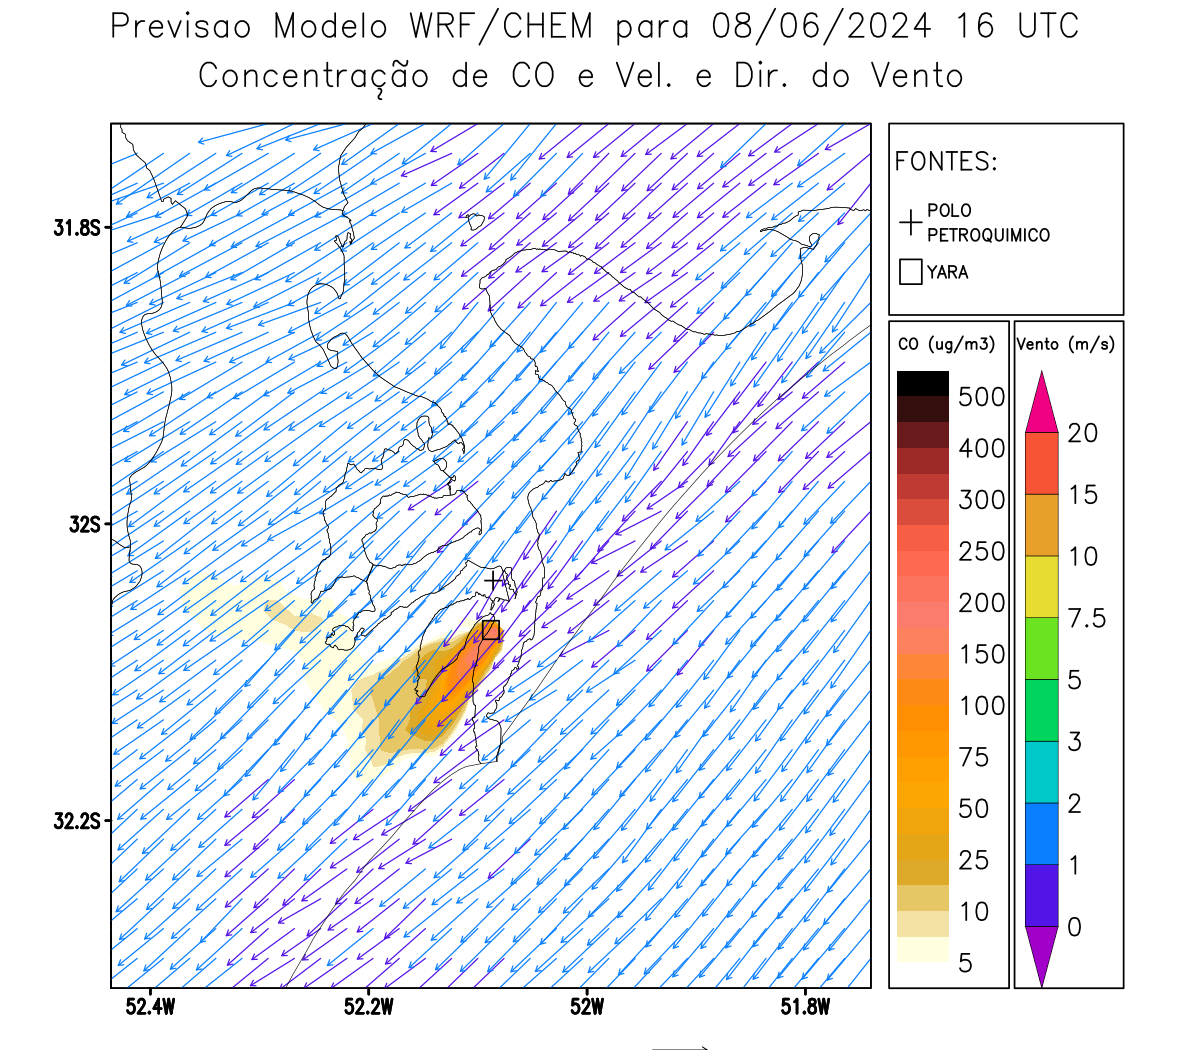 Previsao Modelo WRF/CHEM para 08/06/2024 16 UTC
Concentração de CO e Vel. e Dir. do Vento
FONTES:
POLO
PETROQUIMICO
YARA
CO (ug/m3)
500
400
300
250
200
150
100
75
50
25
10
5
Vento (m/s)
20
15
10
7.5
5
3
2
1
0
31.8S
32S
32.2S
52.4W
52.2W
52W
51.8W